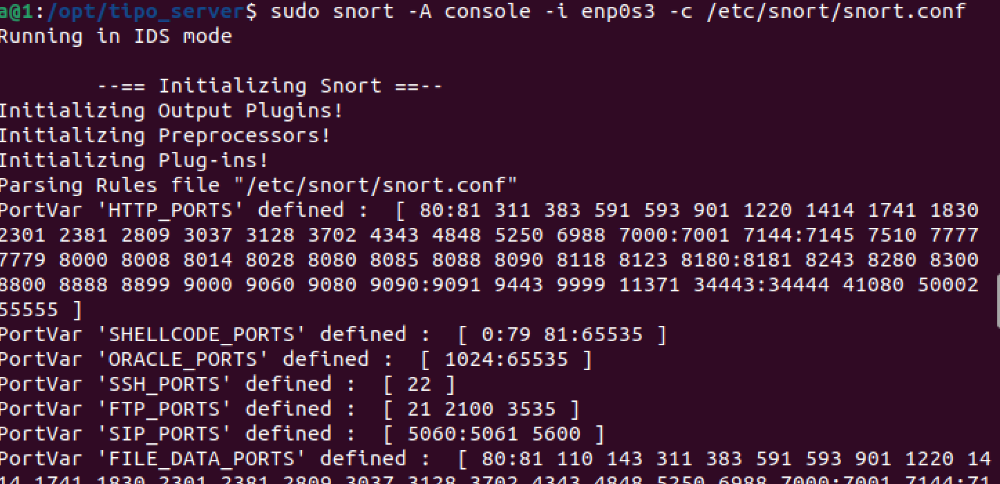 a@1:/opt/tipo_server$ sudo snort -A console -i enp0s3 -c /etc/snort/snort.conf
Running in IDS mode
--== Initializing Snort ==--
Initializing Output Plugins!
Initializing Preprocessors!
Initializing Plug-ins!
Parsing Rules file "/etc/snort/snort.conf"
PortVar 'HTTP_PORTS' defined :  [ 80:81 311 383 591 593 901 1220 1414 1741 1830
2301 2381 2809 3037 3128 3702 4343 4848 5250 6988 7000:7001 7144:7145 7510 7777
7779 8000 8008 8014 8028 8080 8085 8088 8090 8118 8123 8180:8181 8243 8280 8300
8800 8888 8899 9000 9060 9080 9090:9091 9443 9999 11371 34443:34444 41080 50002
55555 ]
PortVar 'SHELLCODE_PORTS' defined :  [ 0:79 81:65535 ]
PortVar 'ORACLE_PORTS' defined :  [ 1024:65535 ]
PortVar 'SSH_PORTS' defined :  [ 22 ]
PortVar 'FTP_PORTS' defined :  [ 21 2100 3535 ]
PortVar 'SIP_PORTS' defined :  [ 5060:5061 5600 ]
PortVar 'FILE_DATA_PORTS' defined :  [ 80:81 110 143 311 383 591 593 901 1220 14
14 1741 1830 2301 2381 2809 3037 3128 3702 4343 4848 5250 6988 7000:7001 7144:71